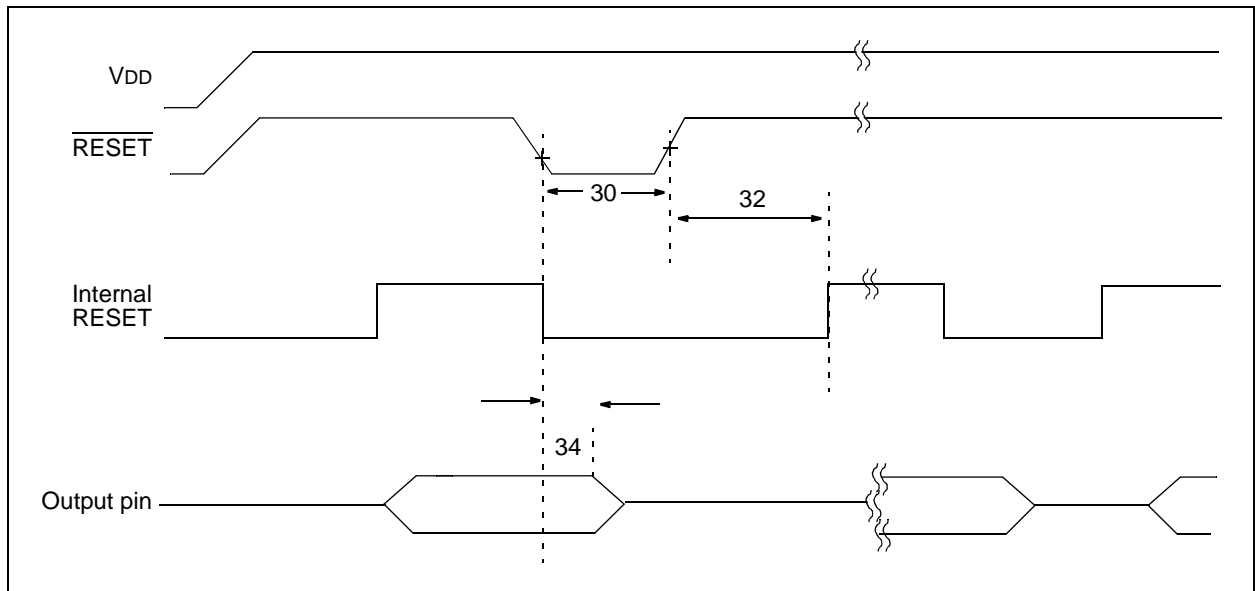 VDD
RESET
30
32
Internal
RESET
34
Output pin